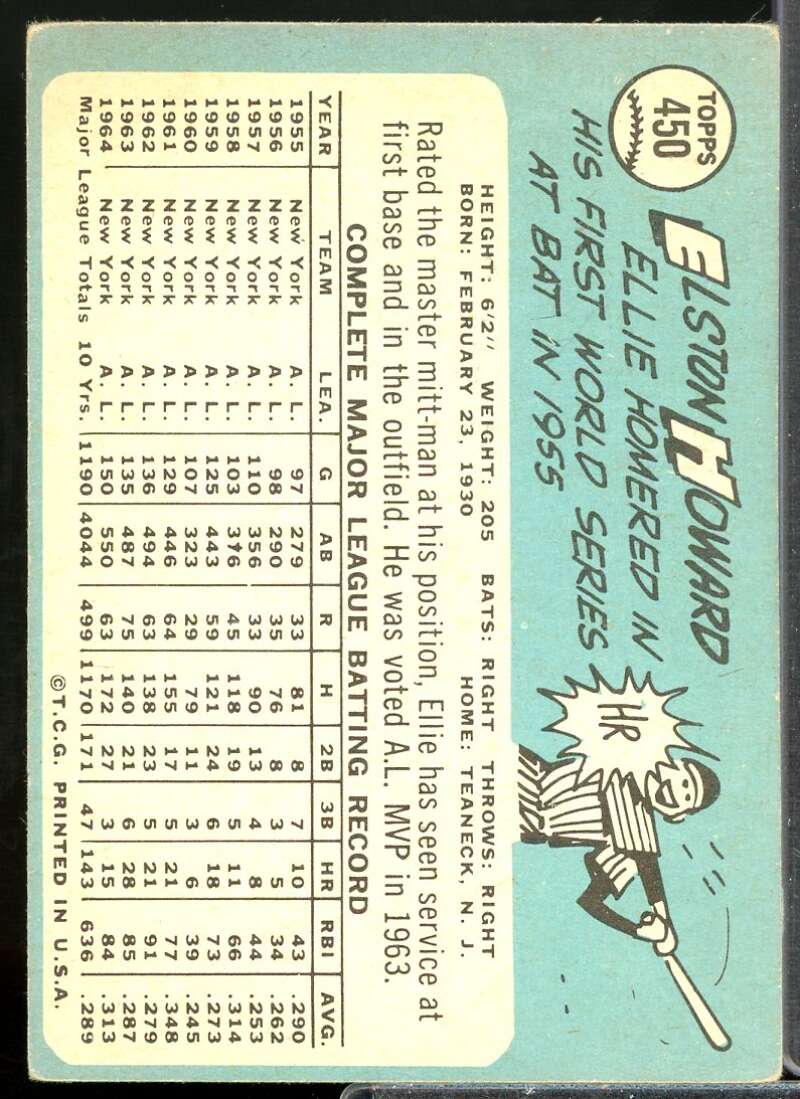 TOPPS
450
ELSTON HOWARD
ELLIE HOMERED IN
HIS FIRST WORLD SERIES
AT BAT IN 1955
HR
HEIGHT: 6'2" WEIGHT: 205 BATS: RIGHT THROWS: RIGHT
BORN: FEBRUARY 23, 1930 HOME: TEANECK, N. J.
Rated the master mitt-man at his position, Ellie has seen service at
first base and in the outfield. He was voted A.L. MVP in 1963.
COMPLETE MAJOR LEAGUE BATTING RECORD
YEAR TEAM LEA. G AB R H 2B 3B HR RBI AVG.
1955 New York A. L. 97 279 33 81 8 7 10 43 .290
1956 New York A. L. 98 290 35 76 8 3 5 34 .262
1957 New York A. L. 110 356 33 90 13 4 8 44 .253
1958 New York A. L. 103 376 45 118 19 5 11 66 .314
1959 New York A. L. 125 443 59 121 24 6 18 73 .273
1960 New York A. L. 107 323 29 79 11 3 6 39 .245
1961 New York A. L. 129 446 64 155 17 5 21 77 .348
1962 New York A. L. 136 494 63 138 23 5 21 91 .279
1963 New York A. L. 135 487 75 140 21 6 28 85 .287
1964 New York A. L. 150 550 63 172 27 3 15 84 .313
Major League Totals 10 Yrs. 1190 4044 499 1170 171 47 143 636 .289
©T.C.G. PRINTED IN U.S.A.